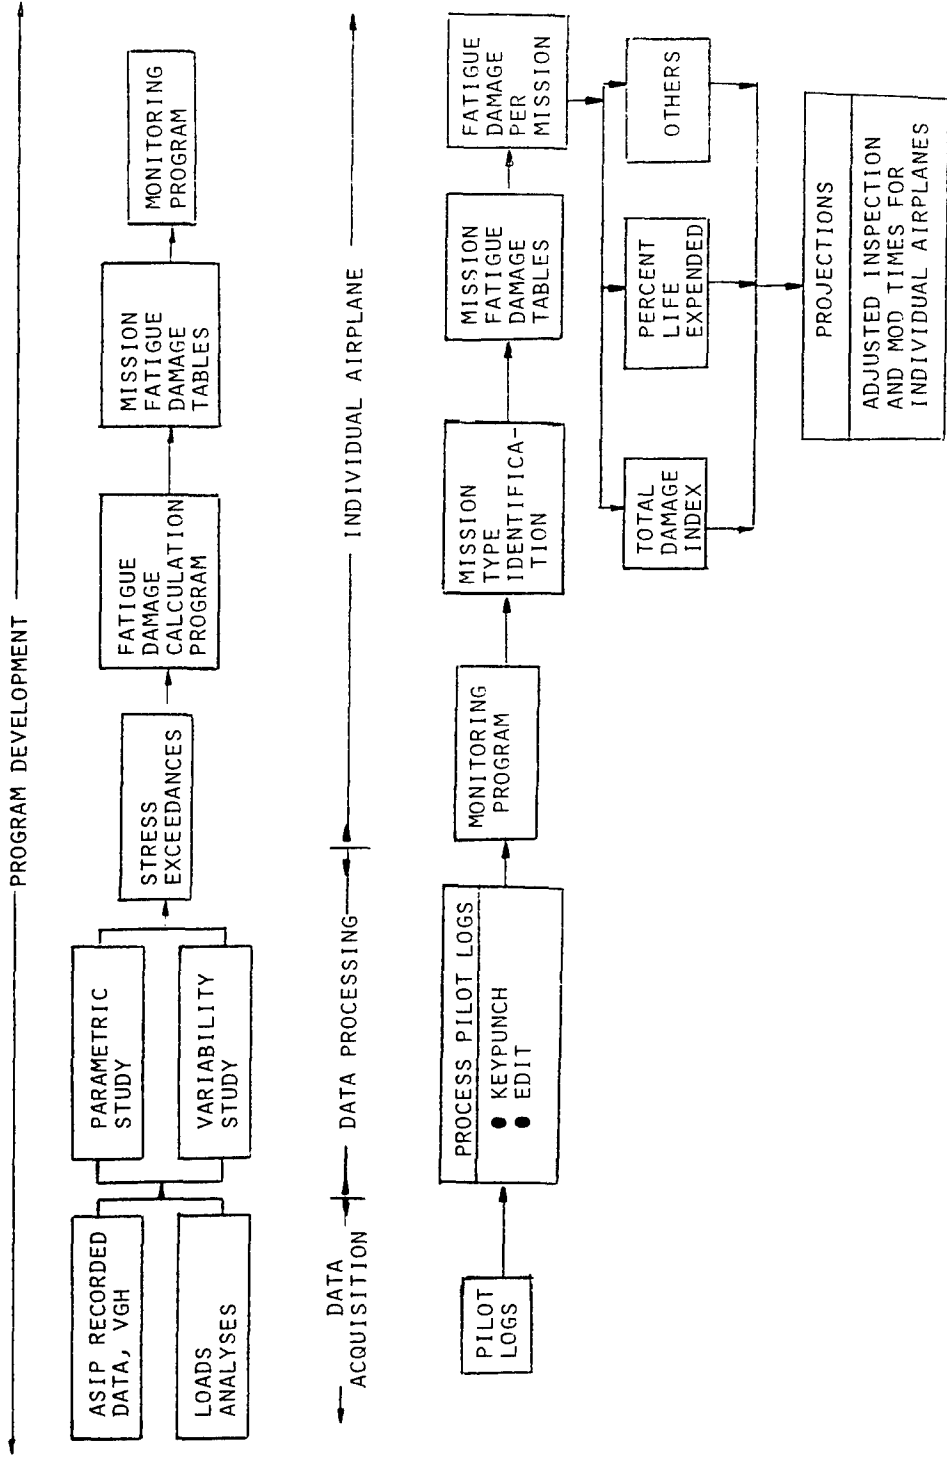 PROGRAM DEVELOPMENT
ASIP RECORDED
DATA, VGH
LOADS
ANALYSES
PARAMETRIC
STUDY
VARIABILITY
STUDY
STRESS
EXCEEDANCES
FATIGUE
DAMAGE
CALCULATION
PROGRAM
MISSION
FATIGUE
DAMAGE
TABLES
MONITORING
PROGRAM
DATA
ACQUISITION
DATA PROCESSING
INDIVIDUAL AIRPLANE
PILOT
LOGS
PROCESS PILOT LOGS
● KEYPUNCH
● EDIT
MONITORING
PROGRAM
MISSION
TYPE
IDENTIFICA-
TION
MISSION
FATIGUE
DAMAGE
TABLES
FATIGUE
DAMAGE
PER
MISSION
TOTAL
DAMAGE
INDEX
PERCENT
LIFE
EXPENDED
OTHERS
PROJECTIONS
ADJUSTED INSPECTION
AND MOD TIMES FOR
INDIVIDUAL AIRPLANES